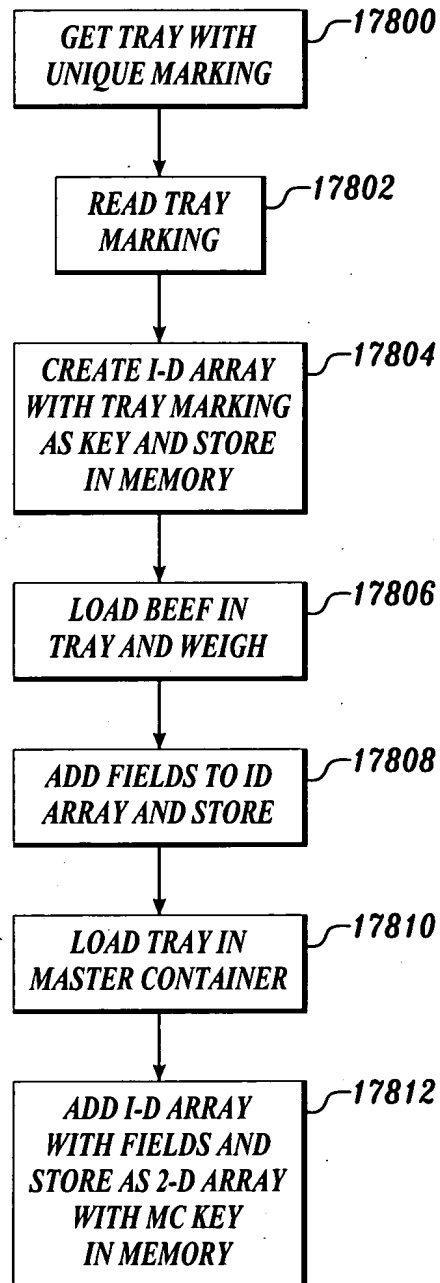 GET TRAY WITH
UNIQUE MARKING
17800
READ TRAY
MARKING
17802
CREATE I-D ARRAY
WITH TRAY MARKING
AS KEY AND STORE
IN MEMORY
17804
LOAD BEEF IN
TRAY AND WEIGH
17806
ADD FIELDS TO ID
ARRAY AND STORE
17808
LOAD TRAY IN
MASTER CONTAINER
17810
ADD I-D ARRAY
WITH FIELDS AND
STORE AS 2-D ARRAY
WITH MC KEY
IN MEMORY
17812